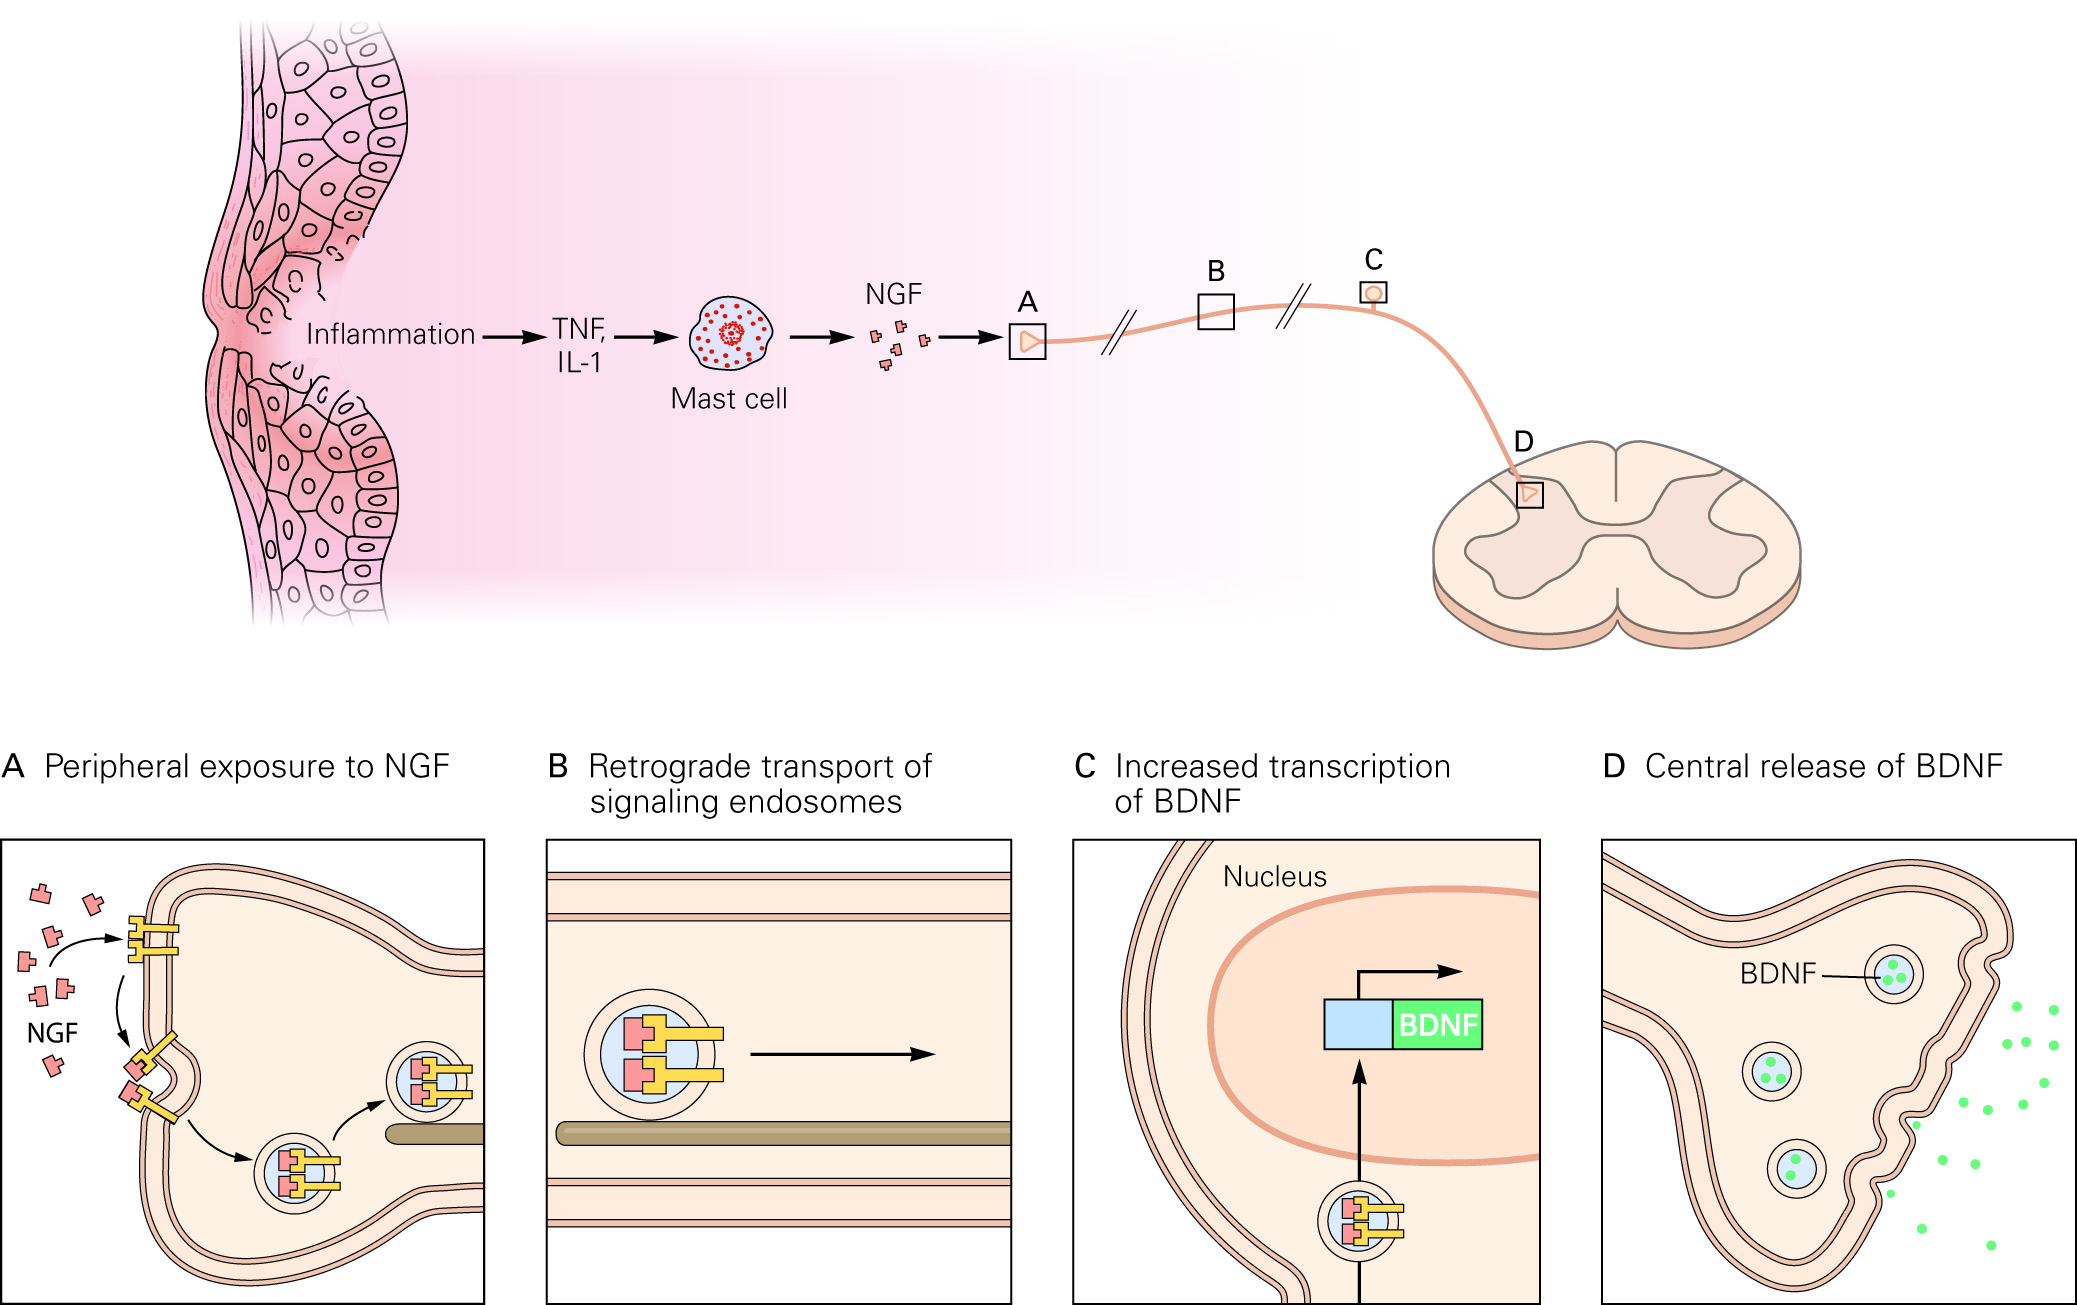 Inflammation
TNF,
IL-1
Mast cell
NGF
A
B
C
D
A Peripheral exposure to NGF
NGF
B Retrograde transport of
signaling endosomes
C Increased transcription
of BDNF
Nucleus
BDNF
D Central release of BDNF
BDNF